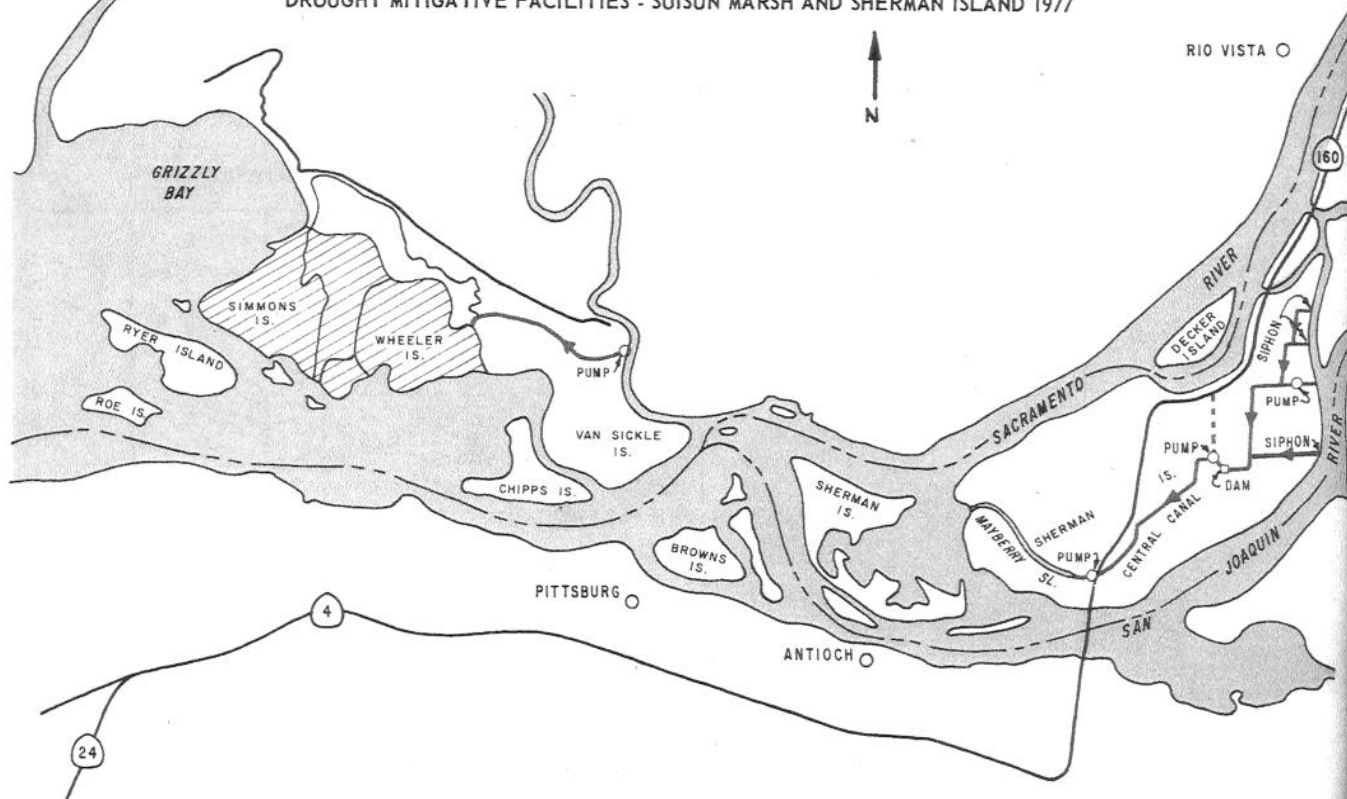 DROUGHT MITIGATIVE FACILITIES - SUISUN MARSH AND SHERMAN ISLAND 1977
RIO VISTA
N
160
GRIZZLY
BAY
SIMMONS
IS.
WHEELER
IS.
RYER ISLAND
ROE IS.
PUMP
VAN SICKLE
IS.
CHIPPS IS.
BROWNS
IS.
SHERMAN
IS.
SACRAMENTO
RIVER
DECKER
ISLAND
SIPHON
PUMP
SIPHON
PUMP
DAM
SHERMAN
IS.
CENTRAL CANAL
MAYBERRY
SL.
PUMP
SAN
JOAQUIN
RIVER
PITTSBURG
ANTIOCH
4
24